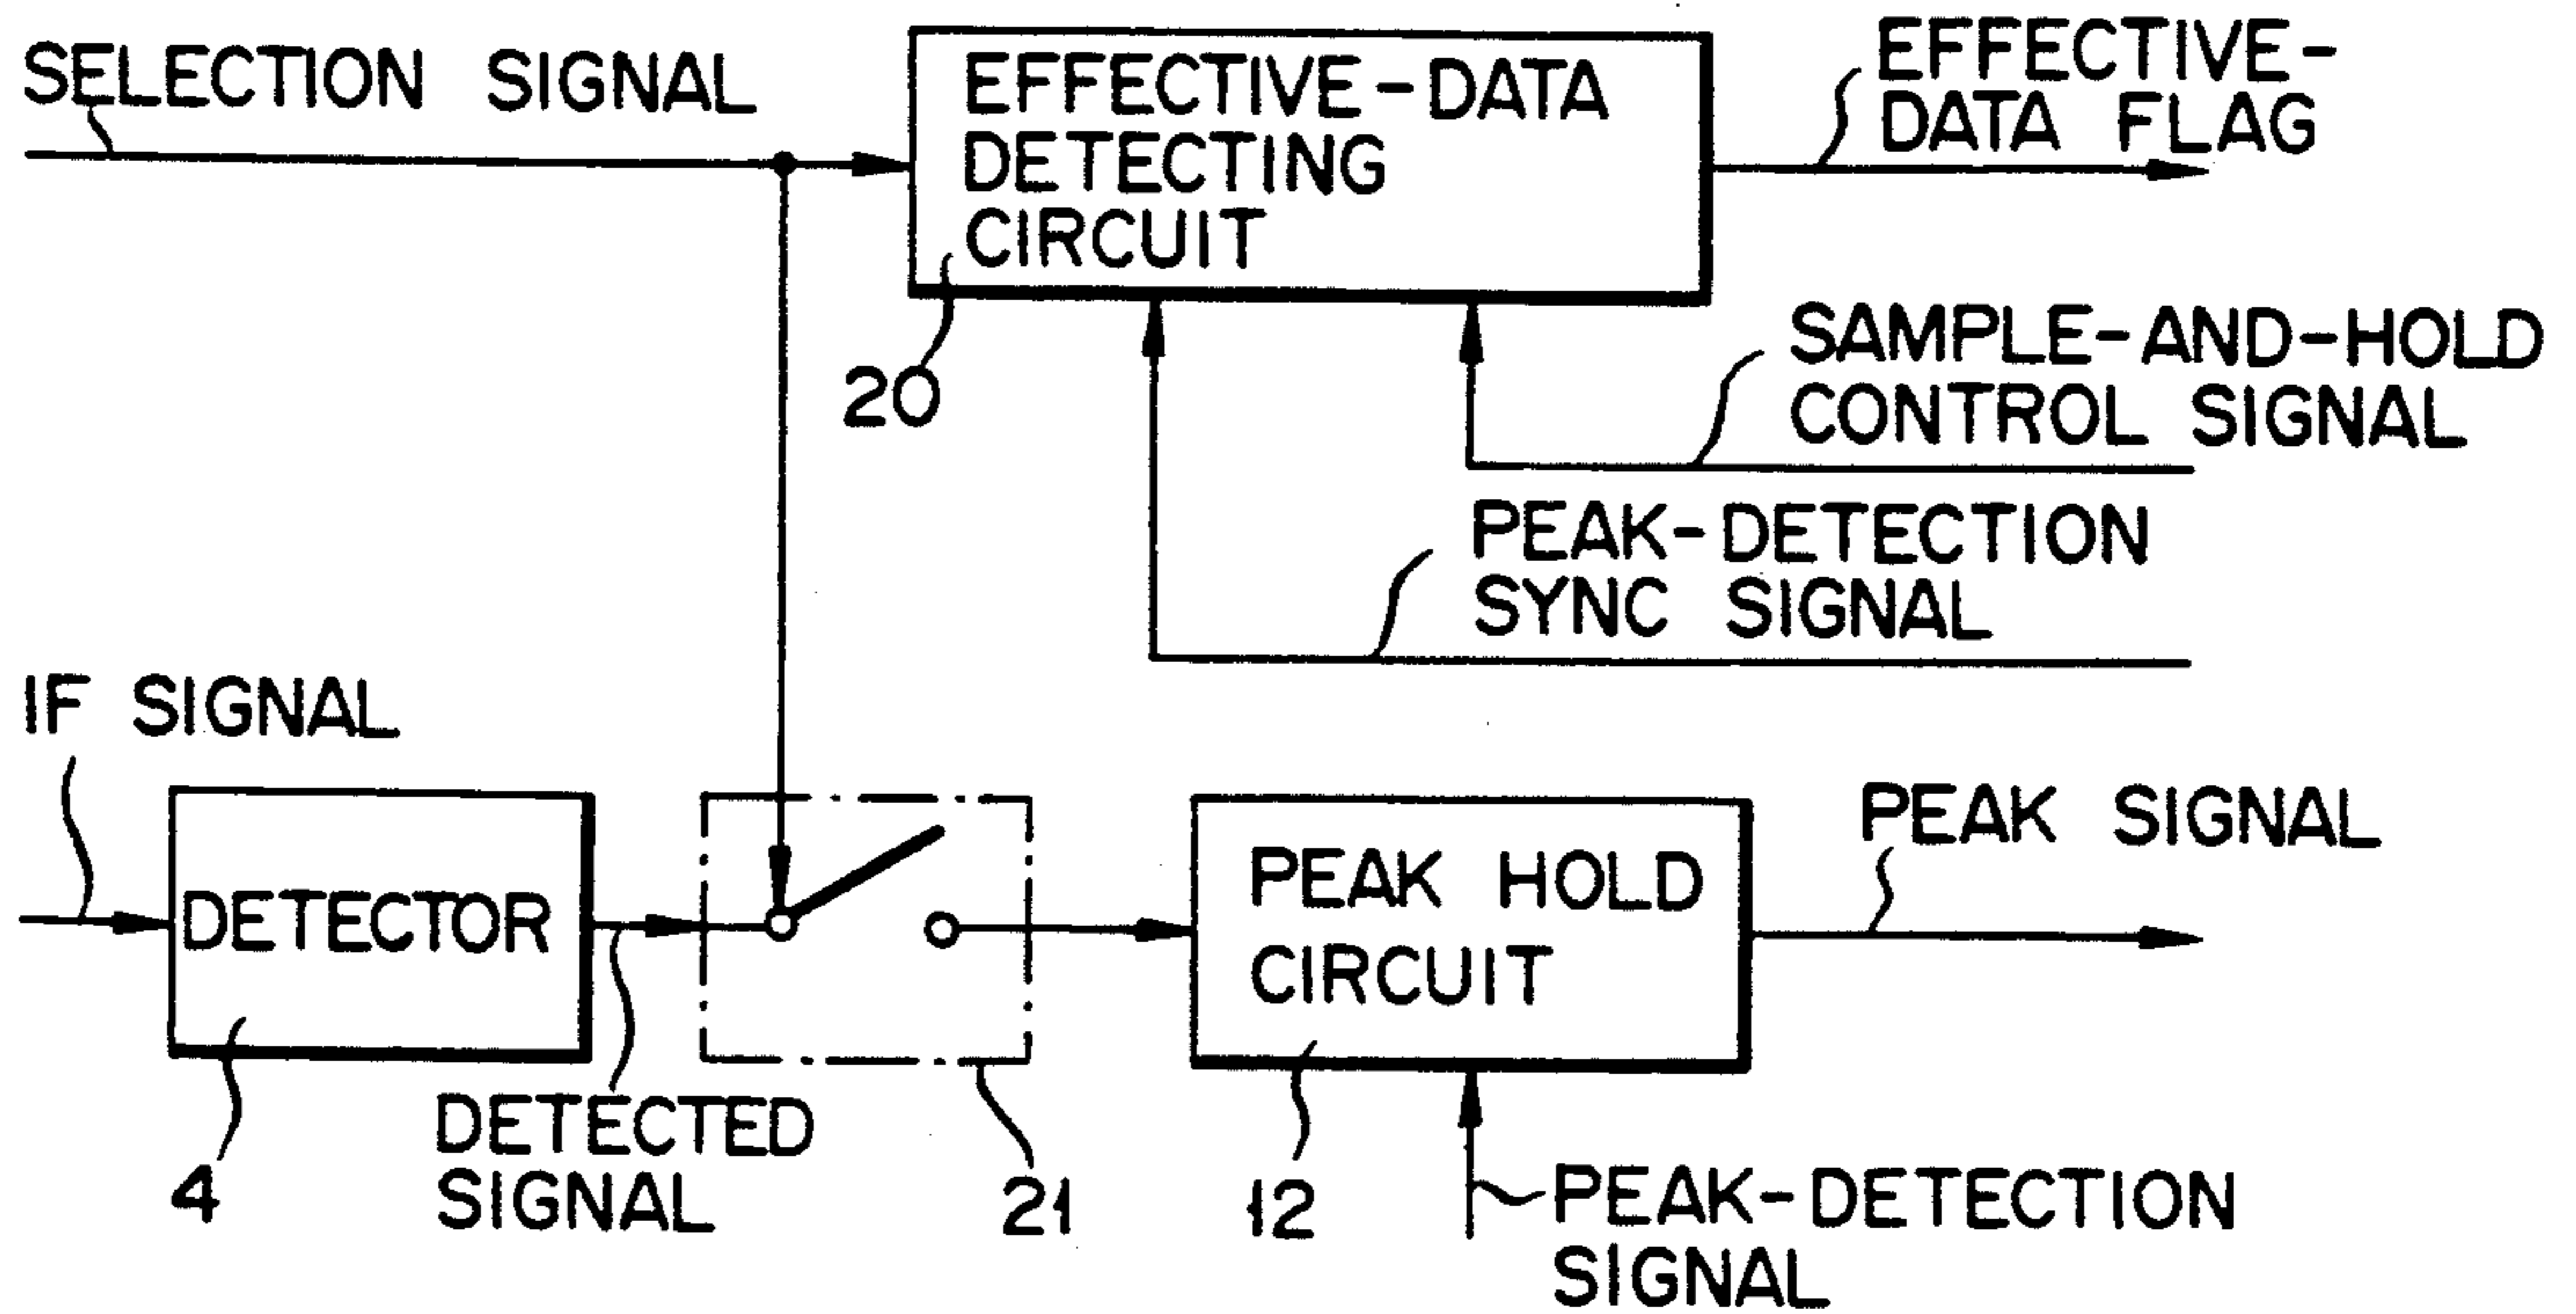 SELECTION SIGNAL
EFFECTIVE-DATA
DETECTING
CIRCUIT
20
EFFECTIVE-
DATA FLAG
SAMPLE-AND-HOLD
CONTROL SIGNAL
PEAK-DETECTION
SYNC SIGNAL
IF SIGNAL
DETECTOR
4
DETECTED
SIGNAL
21
PEAK HOLD
CIRCUIT
12
PEAK SIGNAL
PEAK-DETECTION
SIGNAL